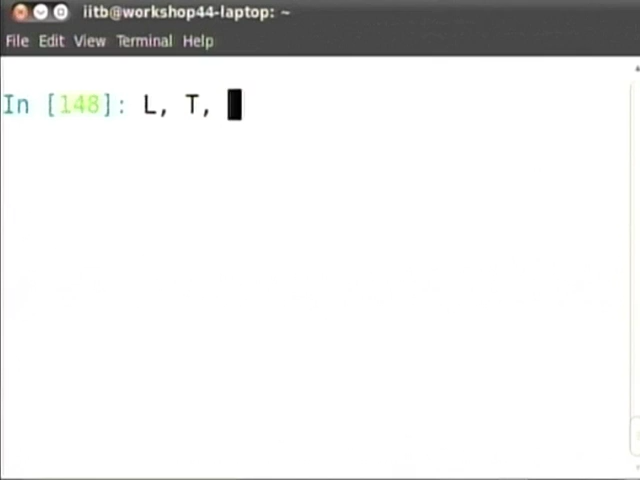 iitb@workshop44-laptop: ~
File Edit View Terminal Help
In [148]: L, T,